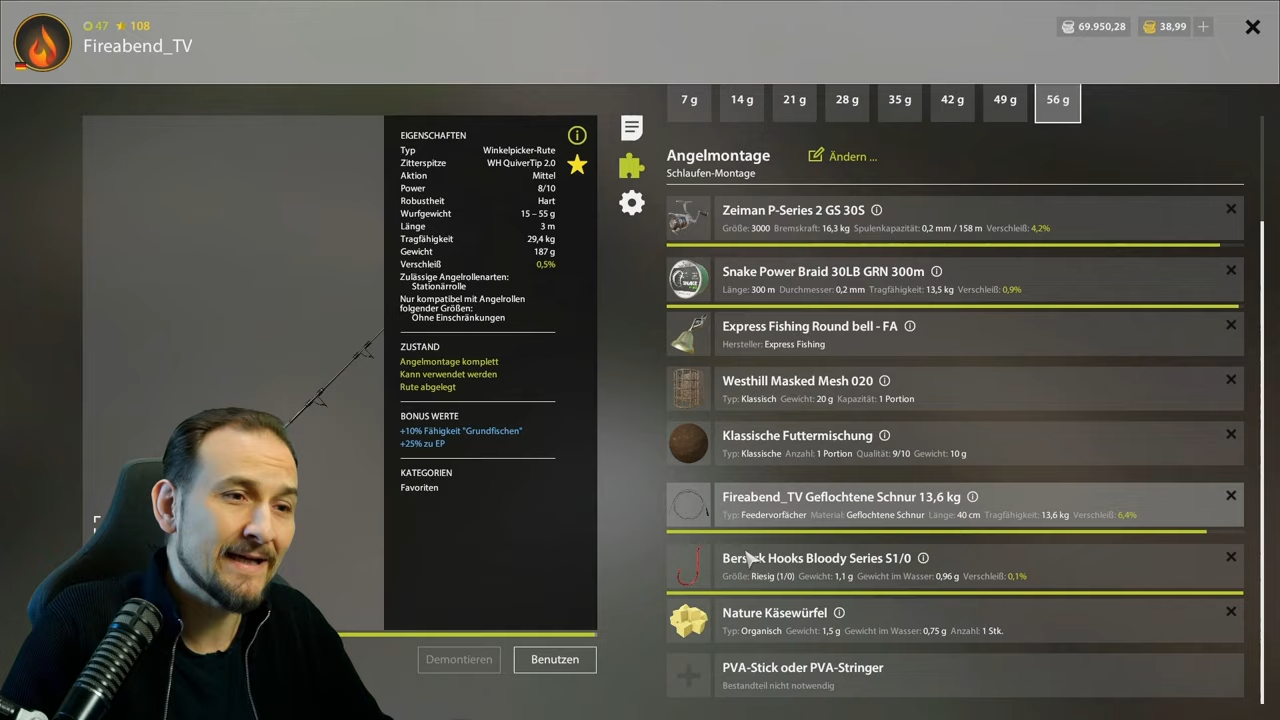 47 108
Fireabend_TV
69.950,28
38,99
EIGENSCHAFTEN
Typ Winkelpicker-Rute
Zitterspitze WH QuiverTip 2.0
Aktion Mittel
Power 8/10
Robustheit Hart
Wurfgewicht 15 – 55 g
Länge 3 m
Tragfähigkeit 29,4 kg
Gewicht 187 g
Verschleiß 0,5%
Zulässige Angelrollenarten:
Stationärrolle
Nur kompatibel mit Angelrollen
folgender Größen:
Ohne Einschränkungen
ZUSTAND
Angelmontage komplett
Kann verwendet werden
Rute abgelegt
BONUS WERTE
+10% Fähigkeit "Grundfischen"
+25% zu EP
KATEGORIEN
Favoriten
Demontieren
Benutzen
7 g 14 g 21 g 28 g 35 g 42 g 49 g 56 g
Angelmontage Ändern ...
Schlaufen-Montage
Zeiman P-Series 2 GS 30S
Größe: 3000 Bremskraft: 16,3 kg Spulenkapazität: 0,2 mm / 158 m Verschleiß: 4,2%
Snake Power Braid 30LB GRN 300m
Länge: 300 m Durchmesser: 0,2 mm Tragfähigkeit: 13,5 kg Verschleiß: 0,9%
Express Fishing Round bell - FA
Hersteller: Express Fishing
Westhill Masked Mesh 020
Typ: Klassisch Gewicht: 20 g Kapazität: 1 Portion
Klassische Futtermischung
Typ: Klassische Anzahl: 1 Portion Qualität: 9/10 Gewicht: 10 g
Fireabend_TV Geflochtene Schnur 13,6 kg
Typ: Feedervorfächer Material: Geflochtene Schnur Länge: 40 cm Tragfähigkeit: 13,6 kg Verschleiß: 6,4%
Hooks Bloody Series S1/0
Größe: Riesig (1/0) Gewicht: 1,1 g Gewicht im Wasser: 0,96 g Verschleiß: 0,1%
Nature Käsewürfel
Typ: Organisch Gewicht: 1,5 g Gewicht im Wasser: 0,75 g Anzahl: 1 Stk.
PVA-Stick oder PVA-Stringer
Bestandteil nicht notwendig